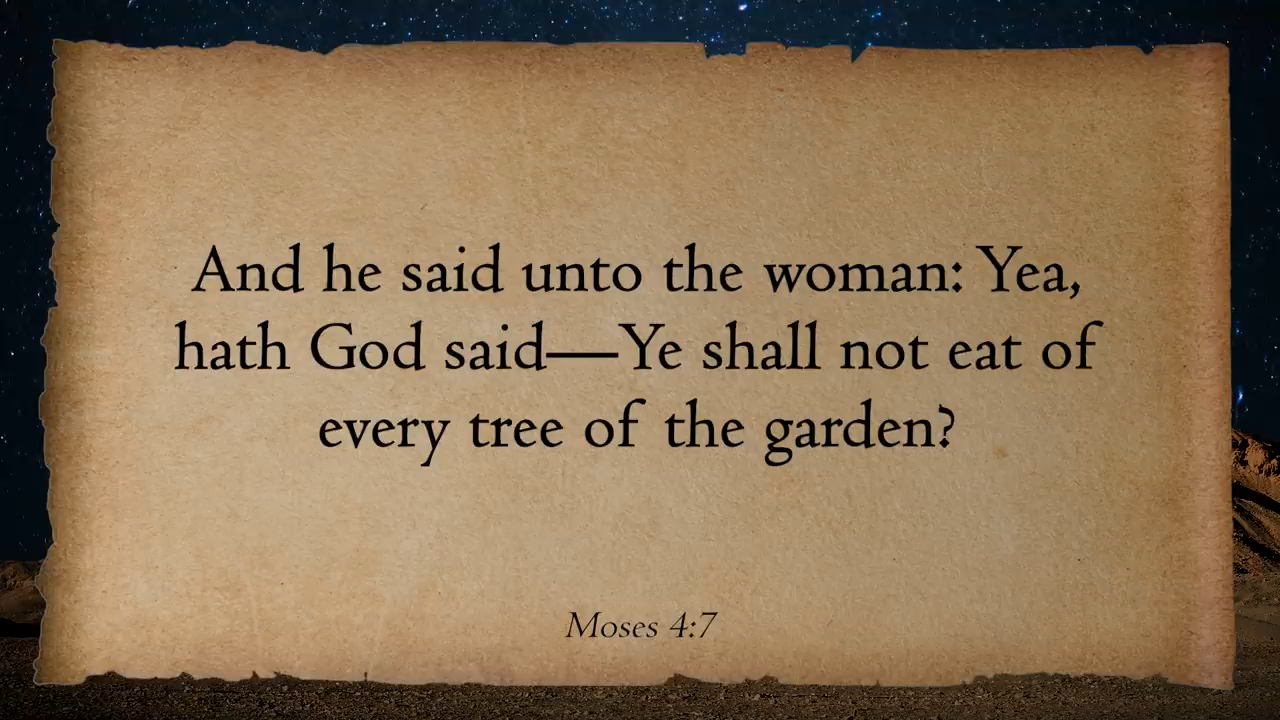 And he said unto the woman: Yea,
hath God said—Ye shall not eat of
every tree of the garden?
Moses 4:7